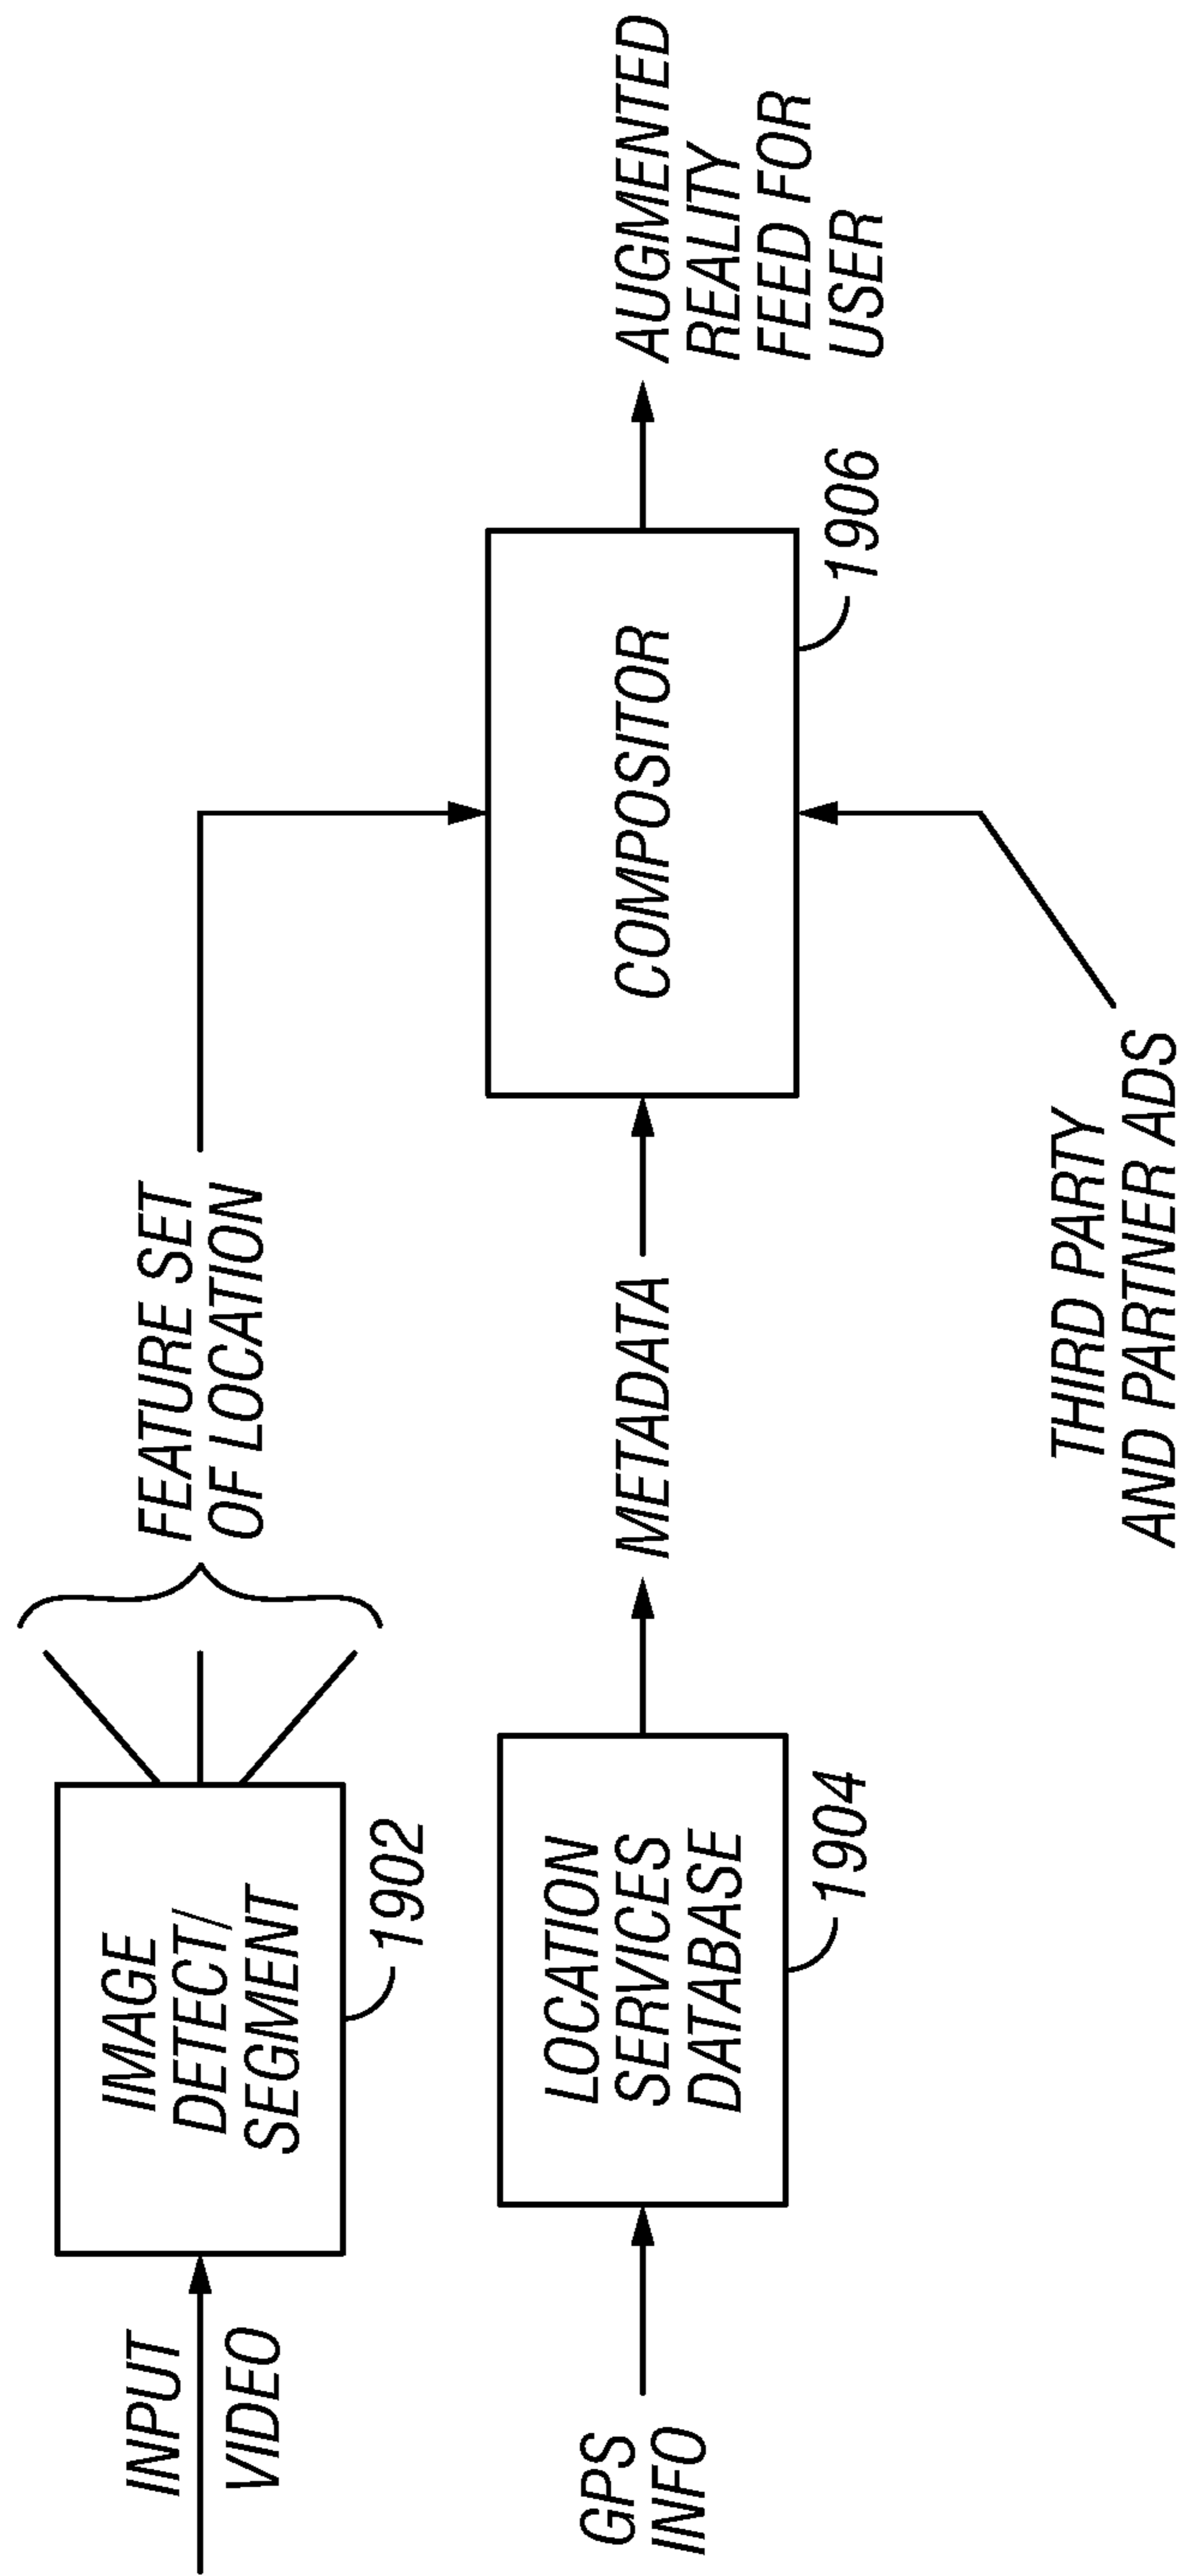 INPUT
VIDEO
IMAGE
DETECT/
SEGMENT
1902
FEATURE SET
OF LOCATION
GPS
INFO
LOCATION
SERVICES
DATABASE
1904
METADATA
COMPOSITOR
1906
AUGMENTED
REALITY
FEED FOR
USER
THIRD PARTY
AND PARTNER ADS